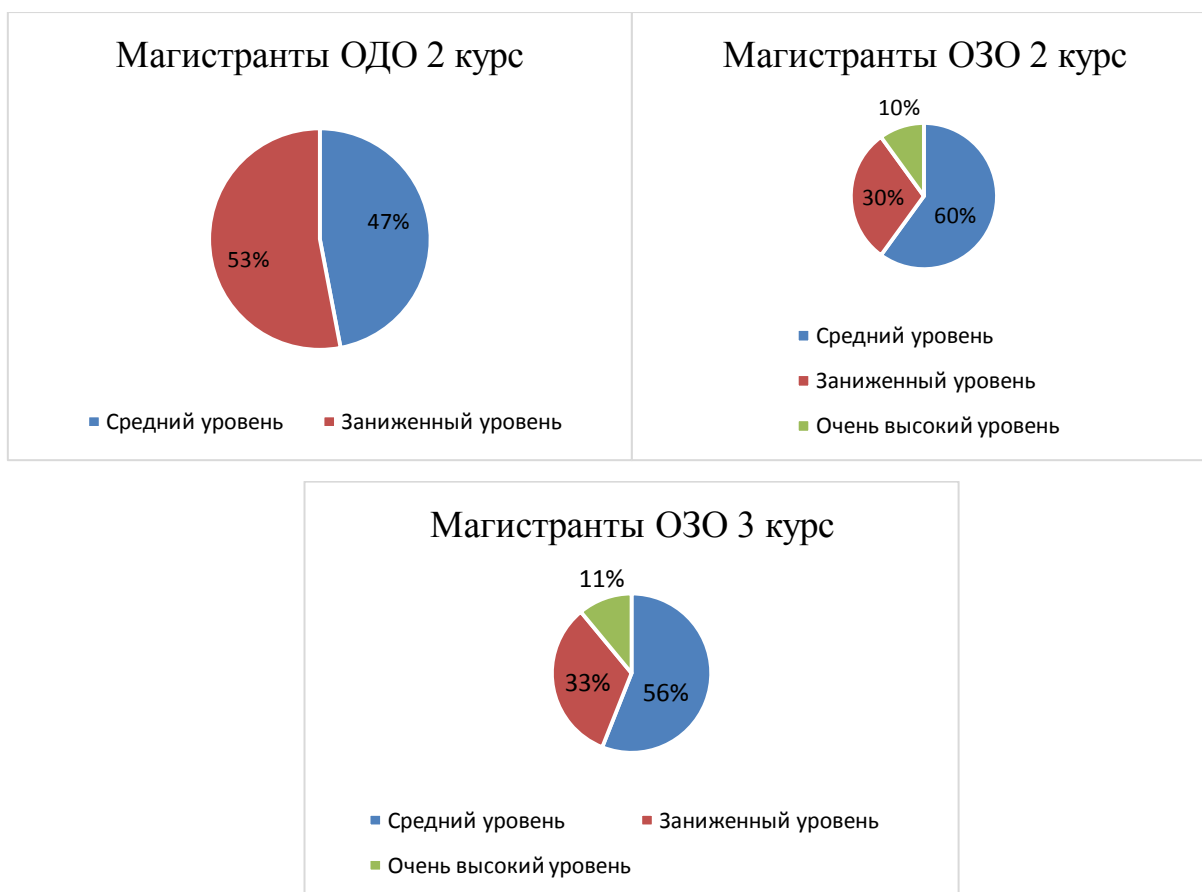 Магистранты ОДО 2 курс
47%
53%
Средний уровень Заниженный уровень
Магистранты ОЗО 2 курс
10%
30%
60%
Средний уровень
Заниженный уровень
Очень высокий уровень
Магистранты ОЗО 3 курс
11%
33%
56%
Средний уровень Заниженный уровень
Очень высокий уровень